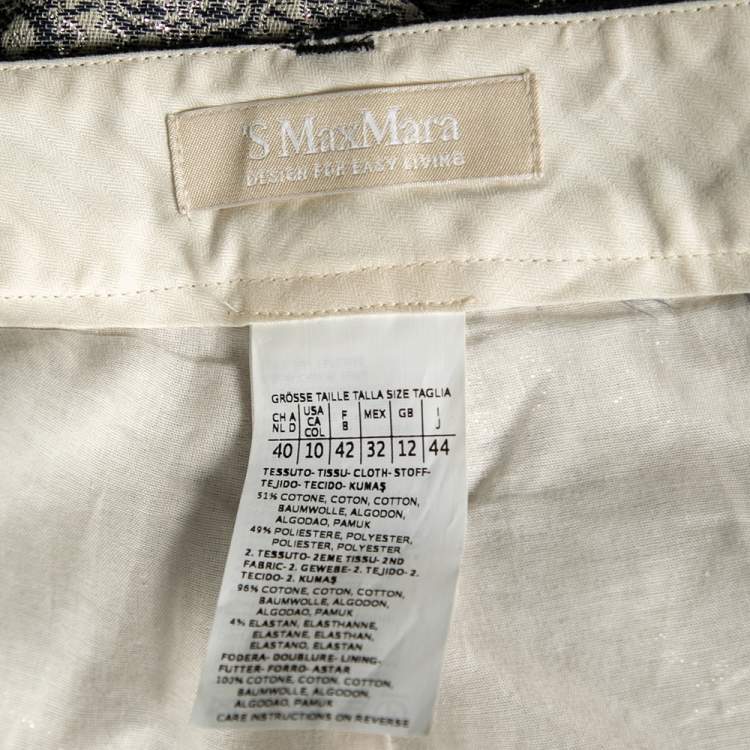 'S MaxMara
DESIGN FOR EASY LIVING
GRÖSSE TAILLE TALLA SIZE TAGLIA
CH A NL D USA CA COL F B MEX GB I J
40 10 42 32 12 44
TESSUTO-TISSU-CLOTH-STOFF-
TEJIDO-TECIDO-KUMAŞ
51% COTONE, COTON, COTTON,
BAUMWOLLE, ALGODON,
ALGODAO, PAMUK
49% POLIESTERE, POLYESTER,
POLIESTER, POLYESTER
2. TESSUTO-2EME TISSU-2ND
FABRIC-2. GEWEBE-2. TEJIDO-2.
TECIDO-2. KUMAŞ
96% COTONE, COTON, COTTON,
BAUMWOLLE, ALGODON,
ALGODAO, PAMUK
4% ELASTAN, ELASTHANNE,
ELASTANE, ELASTHAN,
ELASTANO, ELASTAN
FODERA-DOUBLURE-LINING-
FUTTER-FORRO-ASTAR
100% COTONE, COTON, COTTON,
BAUMWOLLE, ALGODON,
ALGODAO, PAMUK
CARE INSTRUCTIONS ON REVERSE